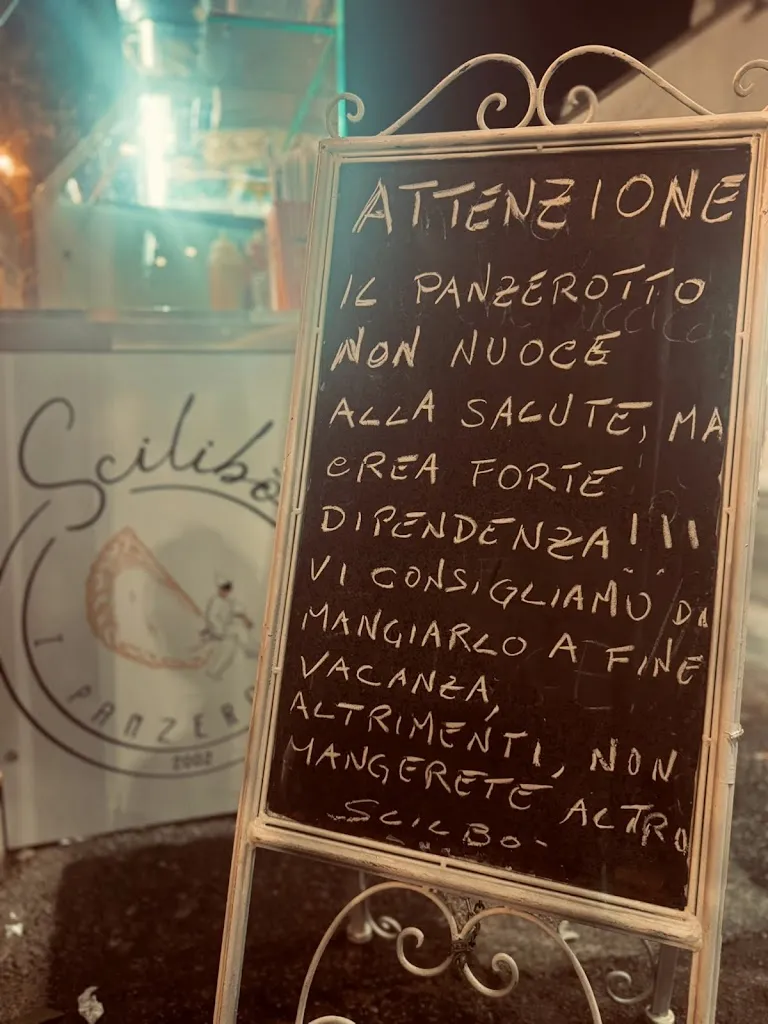 ATTENZIONE
IL PANZEROTTO
NON NUOCE
ALLA SALUTE, MA
CREA FORTE
DIPENDENZA!!!
VI CONSIGLIAMO DI
MANGIARLO A FINE
VACANZA,
ALTRIMENTI, NON
MANGERETE ALTRO
SCILBO-
Scilibò
I PANZERO
2002